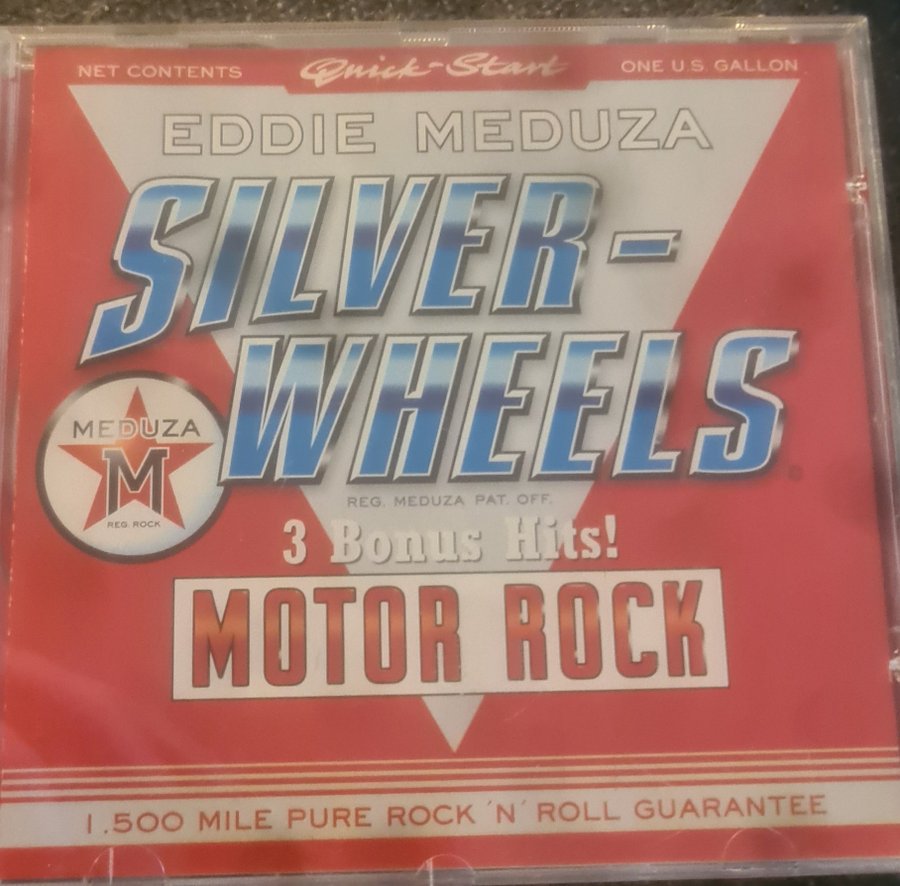 NET CONTENTS Quick-Start ONE U.S. GALLON
EDDIE MEDUZA
SILVER-
WHEELS
MEDUZA
M
REG. ROCK
REG. MEDUZA PAT. OFF.
3 Bonus Hits!
MOTOR ROCK
1.500 MILE PURE ROCK 'N' ROLL GUARANTEE